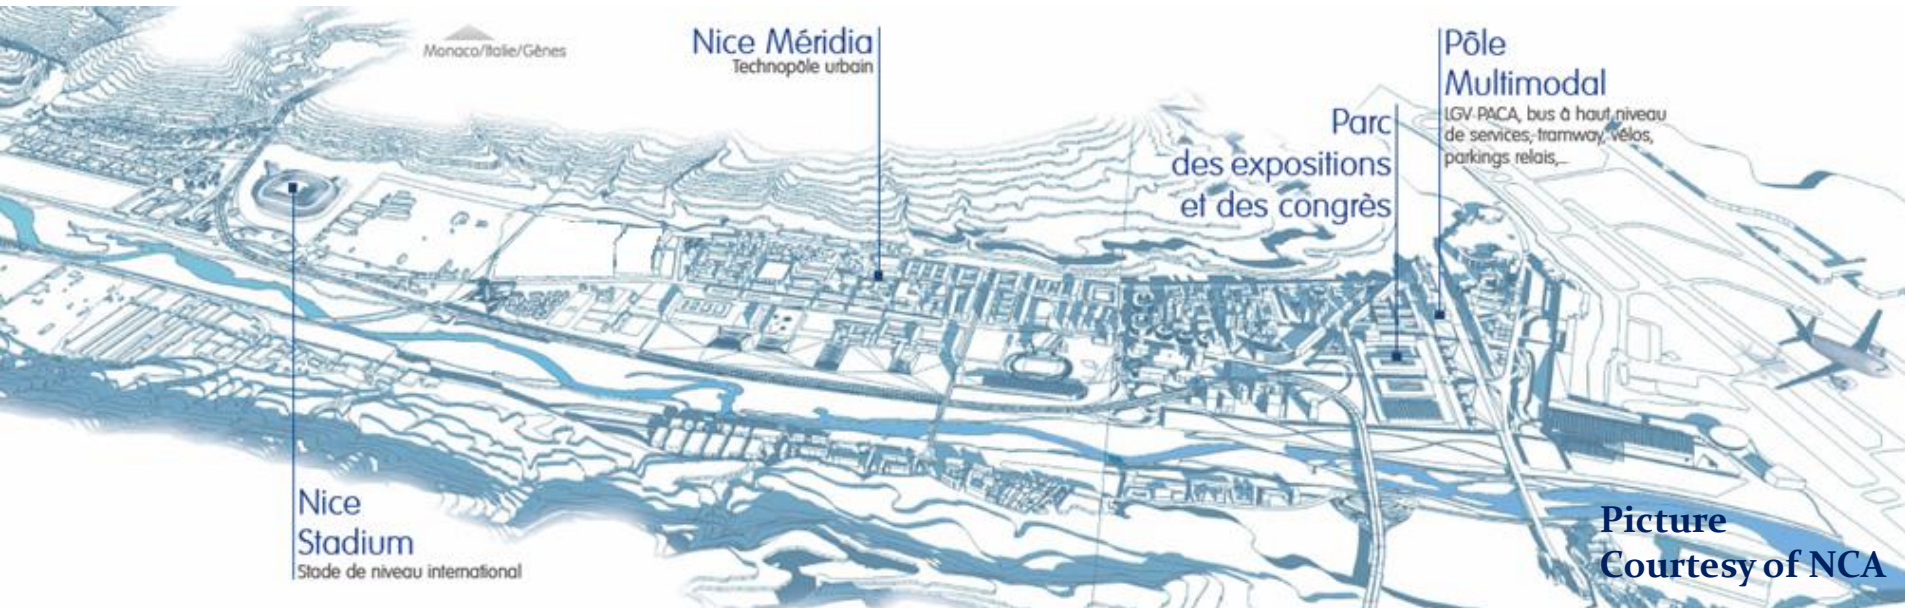 Monaco/Italie/Gênes
Nice Méridia
Technopôle urbain
Parc
des expositions
et des congrès
Pôle
Multimodal
LGV PACA, bus à haut niveau
de services, tramway, vélos,
parkings relais,...
Nice
Stadium
Stade de niveau international
Picture
Courtesy of NCA